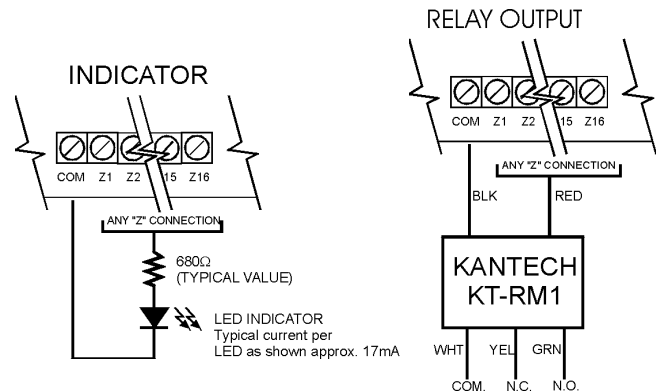 INDICATOR
COM Z1 Z2 15 Z16
ANY "Z" CONNECTION
680Ω
(TYPICAL VALUE)
LED INDICATOR
Typical current per
LED as shown approx. 17mA
RELAY OUTPUT
COM Z1 Z2 15 Z16
ANY "Z" CONNECTION
BLK RED
KANTECH
KT-RM1
WHT YEL GRN
COM. N.C. N.O.